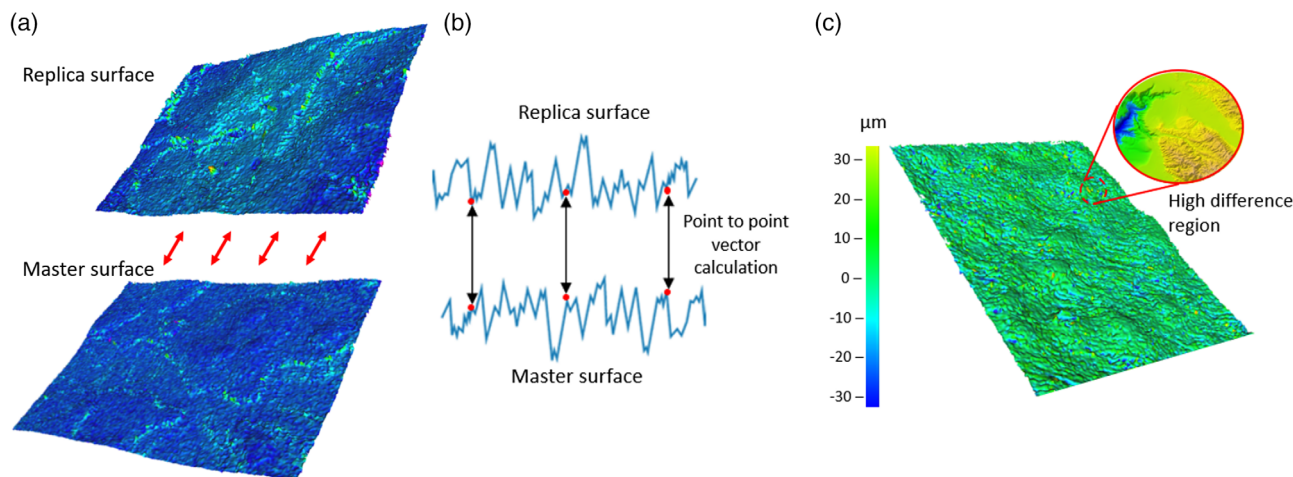 (a)
Replica surface
Master surface
(b)
Replica surface
Point to point
vector
calculation
Master surface
(c)
µm
30
20
10
0
-10
-20
-30
High difference
region